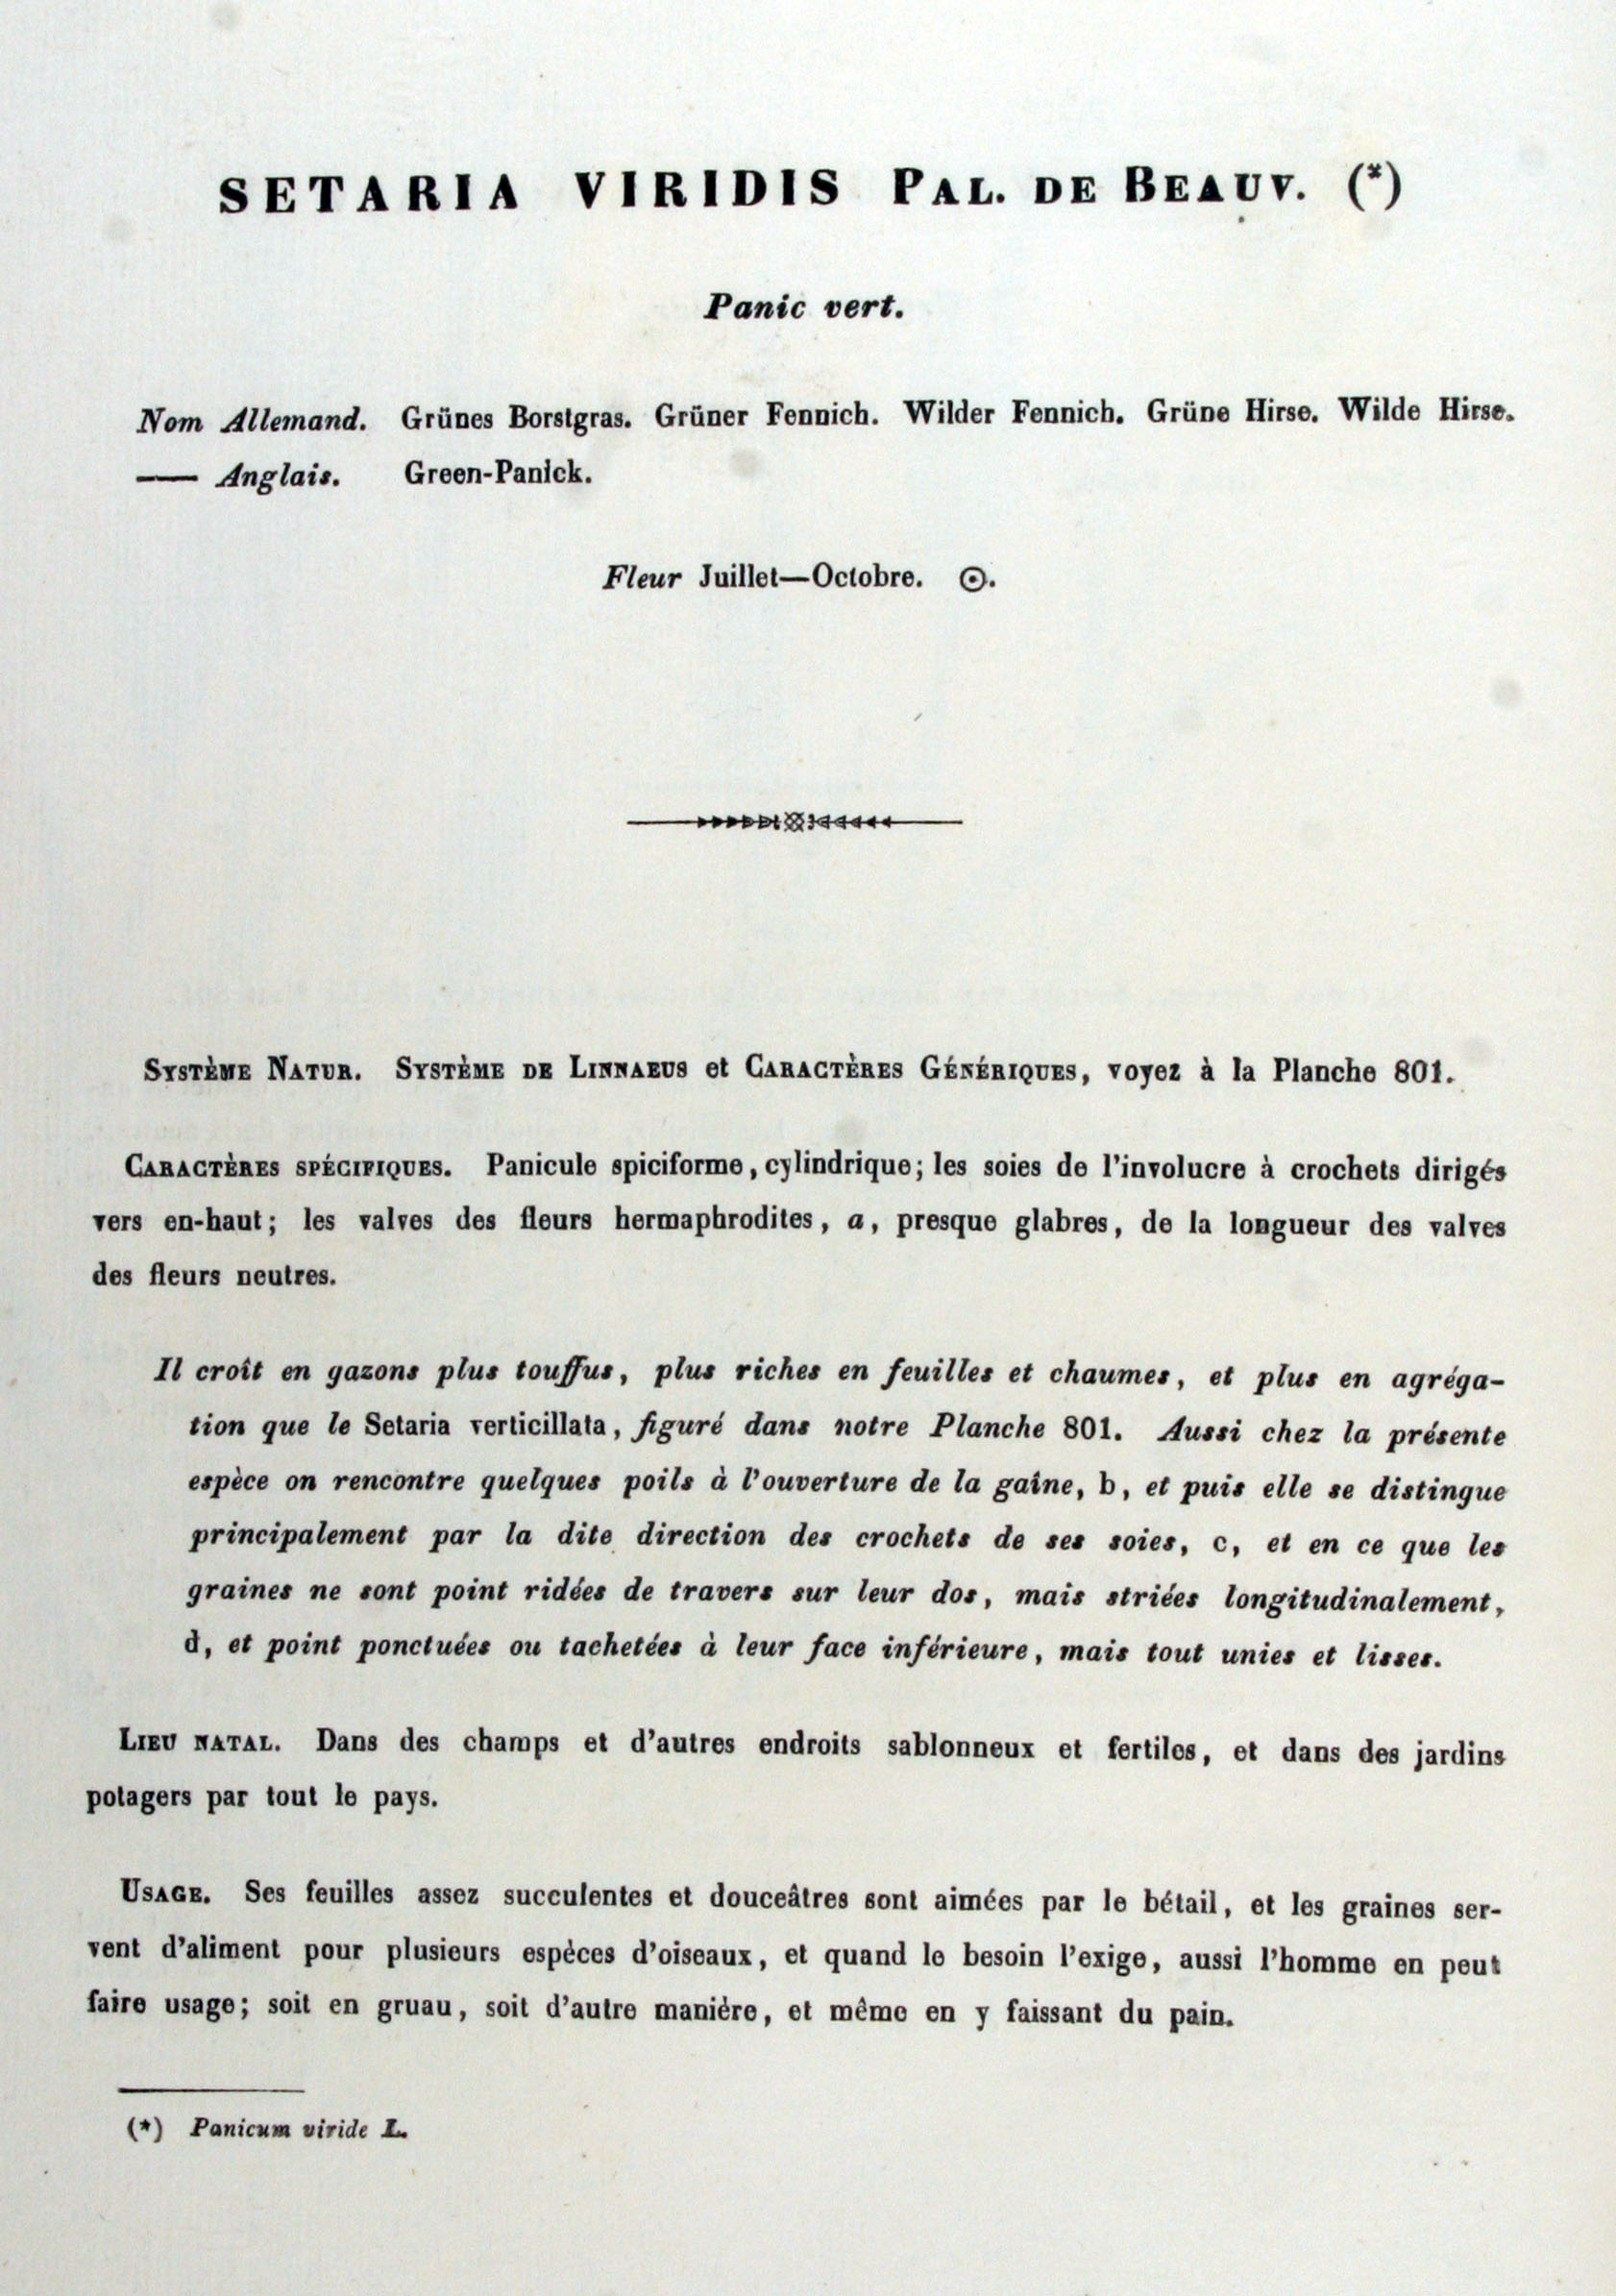 SETARIA VIRIDIS PAL. DE BEAUV. (*)
Panic vert.
Nom Allemand. Grünes Borstgras. Grüner Fennich. Wilder Fennich. Grüne Hirse. Wilde Hirse.
— Anglais. Green-Panick.
Fleur Juillet—Octobre. ⊙.
SYSTÈME NATUR. SYSTÈME DE LINNAEUS et CARACTÈRES GÉNÉRIQUES, voyez à la Planche 801.
CARACTÈRES SPÉCIFIQUES. Panicule spiciforme, cylindrique; les soies de l'involucre à crochets dirigés
vers en-haut; les valves des fleurs hermaphrodites, a, presque glabres, de la longueur des valves
des fleurs neutres.
Il croît en gazons plus touffus, plus riches en feuilles et chaumes, et plus en agréga-
tion que le Setaria verticillata, figuré dans notre Planche 801. Aussi chez la présente
espèce on rencontre quelques poils à l'ouverture de la gaîne, b, et puis elle se distingue
principalement par la dite direction des crochets de ses soies, c, et en ce que les
graines ne sont point ridées de travers sur leur dos, mais striées longitudinalement,
d, et point ponctuées ou tachetées à leur face inférieure, mais tout unies et lisses.
LIEU NATAL. Dans des champs et d'autres endroits sablonneux et fertiles, et dans des jardins
potagers par tout le pays.
USAGE. Ses feuilles assez succulentes et douceâtres sont aimées par le bétail, et les graines ser-
vent d'aliment pour plusieurs espèces d'oiseaux, et quand le besoin l'exige, aussi l'homme en peut
faire usage; soit en gruau, soit d'autre manière, et même en y faissant du pain.
(*) Panicum viride L.